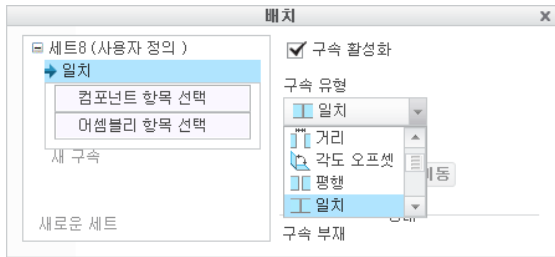 배치
세트8 (사용자 정의 )
일치
컴포넌트 항목 선택
어셈블리 항목 선택
새 구속
새로운 세트
구속 활성화
구속 유형
일치
거리
각도 오프셋
평행
일치
구속 부재